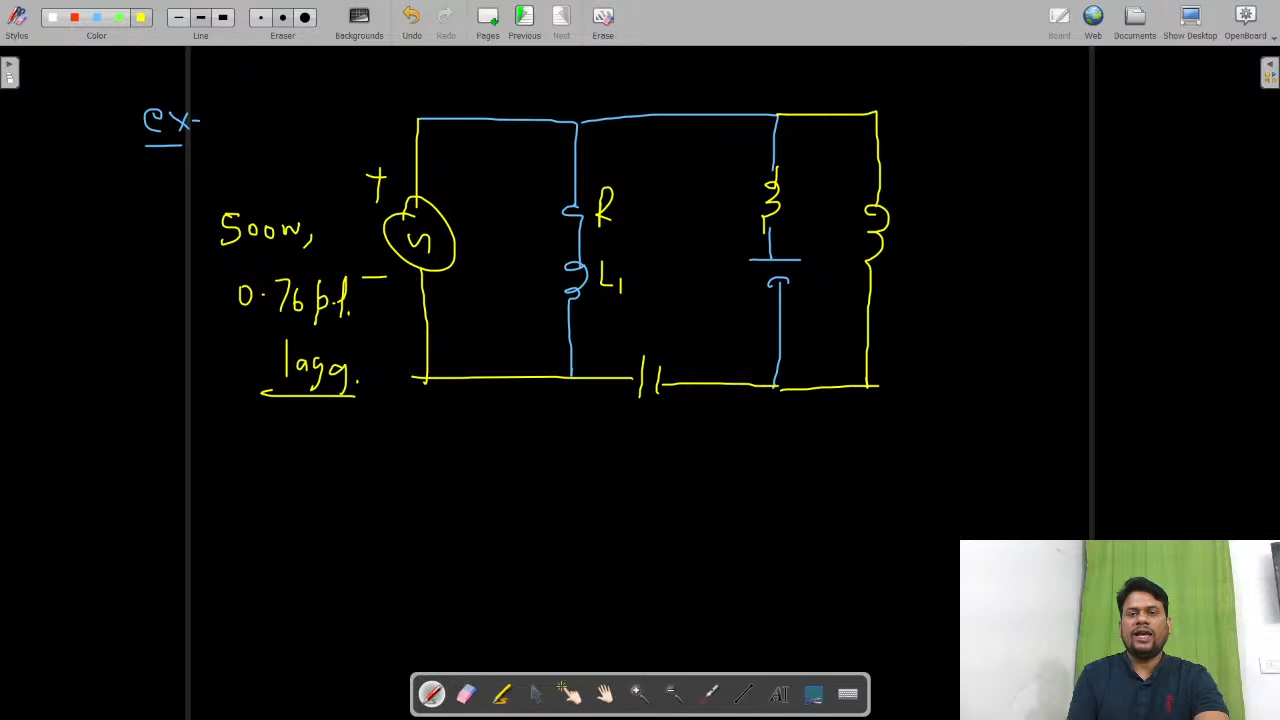 Stylus Color Line Eraser Backgrounds Undo Redo Pages Previous Next Erase Board Web Documents Show Desktop OpenBoard
ex-
+
500W,
R
S
0.76 p.f.
−
L1
lagg.